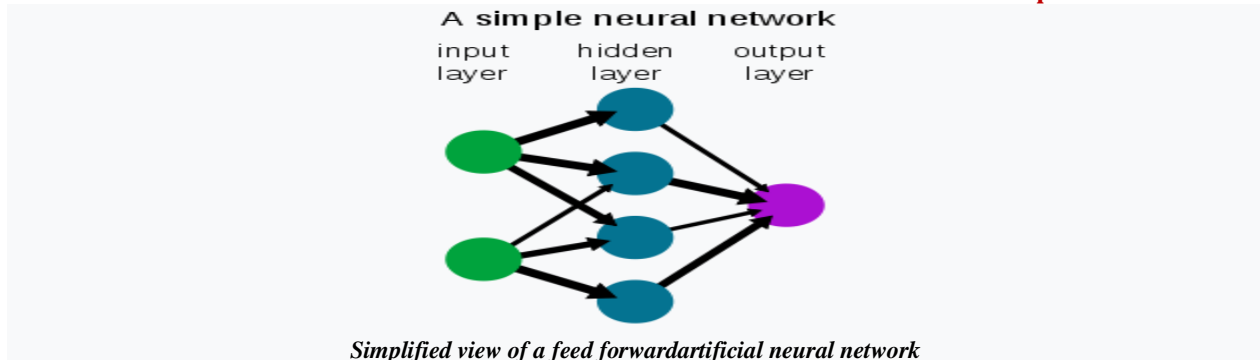 A simple neural network
input hidden output
layer layer layer
Simplified view of a feed forwardartificial neural network